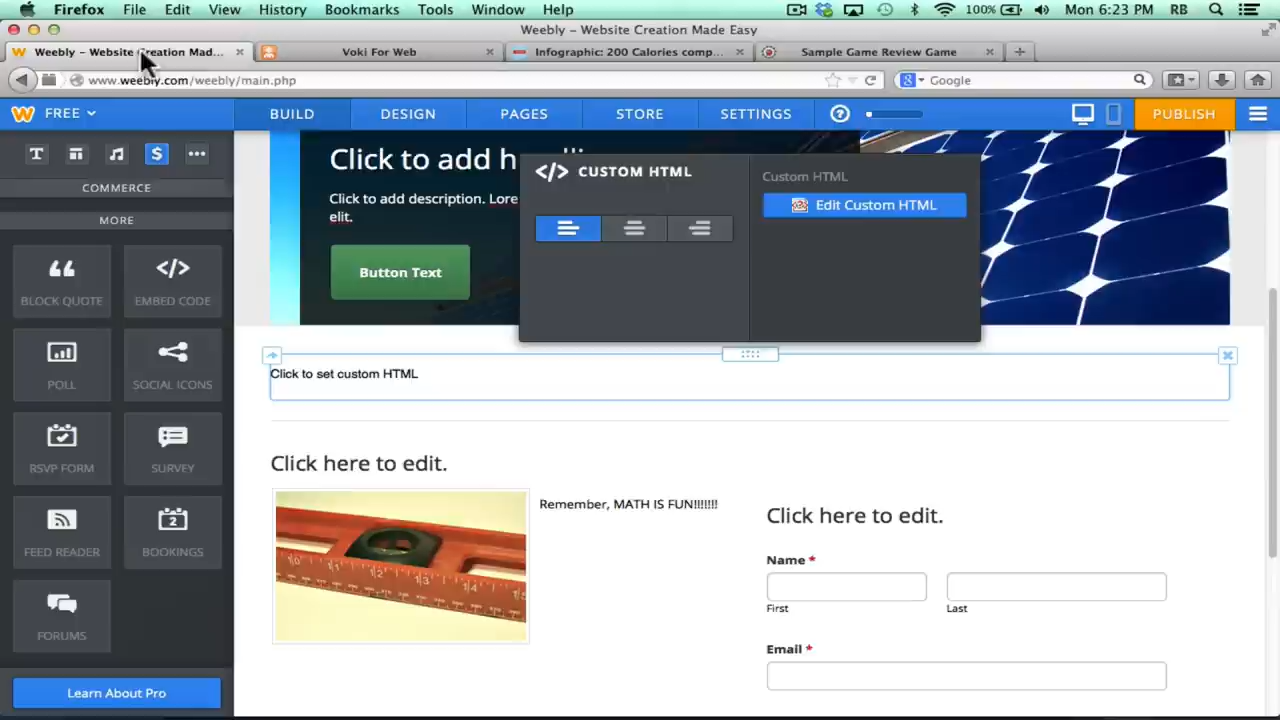 Firefox File Edit View History Bookmarks Tools Window Help 100% Mon 6:23 PM RB
Weebly – Website Creation Made Easy
Weebly – Website Creation Mad... Voki For Web Infographic: 200 Calories comp... Sample Game Review Game
www.weebly.com/weebly/main.php Google
FREE BUILD DESIGN PAGES STORE SETTINGS ? PUBLISH
COMMERCE
MORE
BLOCK QUOTE EMBED CODE
POLL SOCIAL ICONS
RSVP FORM SURVEY
FEED READER BOOKINGS
FORUMS
Learn About Pro
Click to add h
Click to add description. Lore
elit.
Button Text
</> CUSTOM HTML
Custom HTML
Edit Custom HTML
Click to set custom HTML
Click here to edit.
Remember, MATH IS FUN!!!!!!!
Click here to edit.
Name *
First Last
Email *